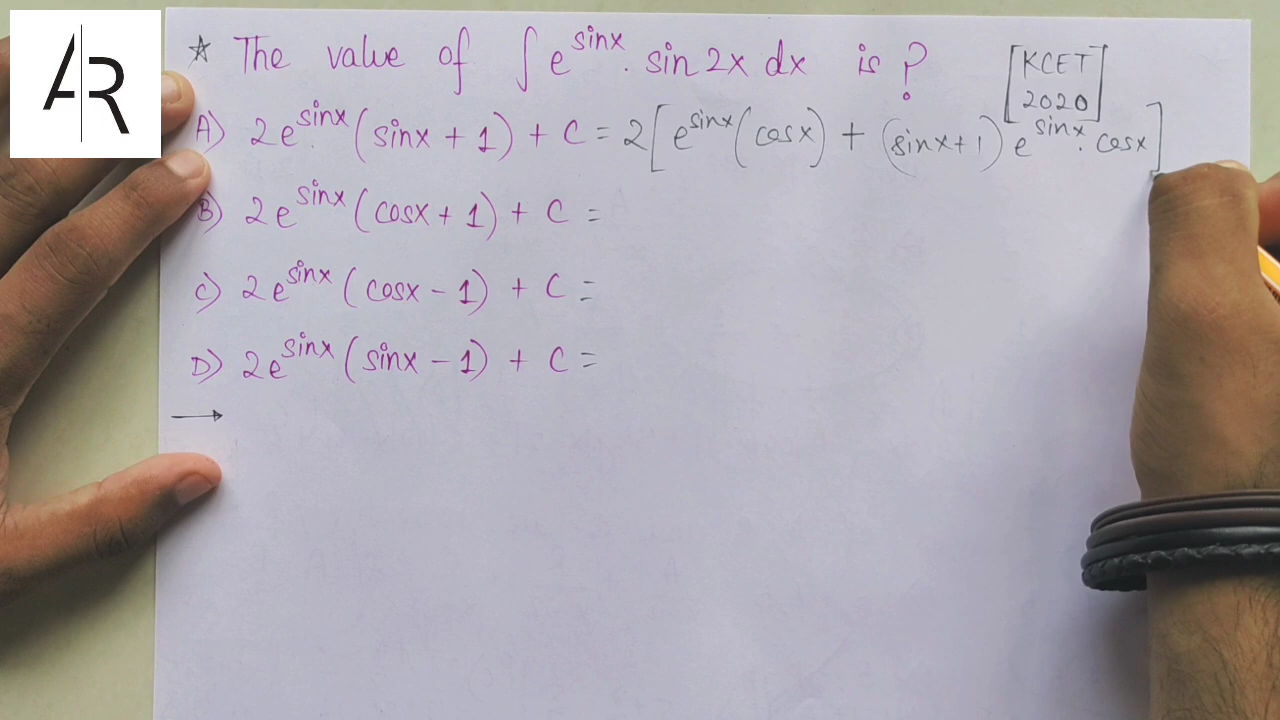 AR
☆ The value of ∫ e^sinx . sin 2x dx is ? [KCET 2020]
A) 2e^sinx (sinx + 1) + C = 2[e^sinx (cosx) + (sinx+1) e^sinx . cosx]
B) 2e^sinx (cosx + 1) + C =
C) 2e^sinx (cosx - 1) + C =
D) 2e^sinx (sinx - 1) + C =
→